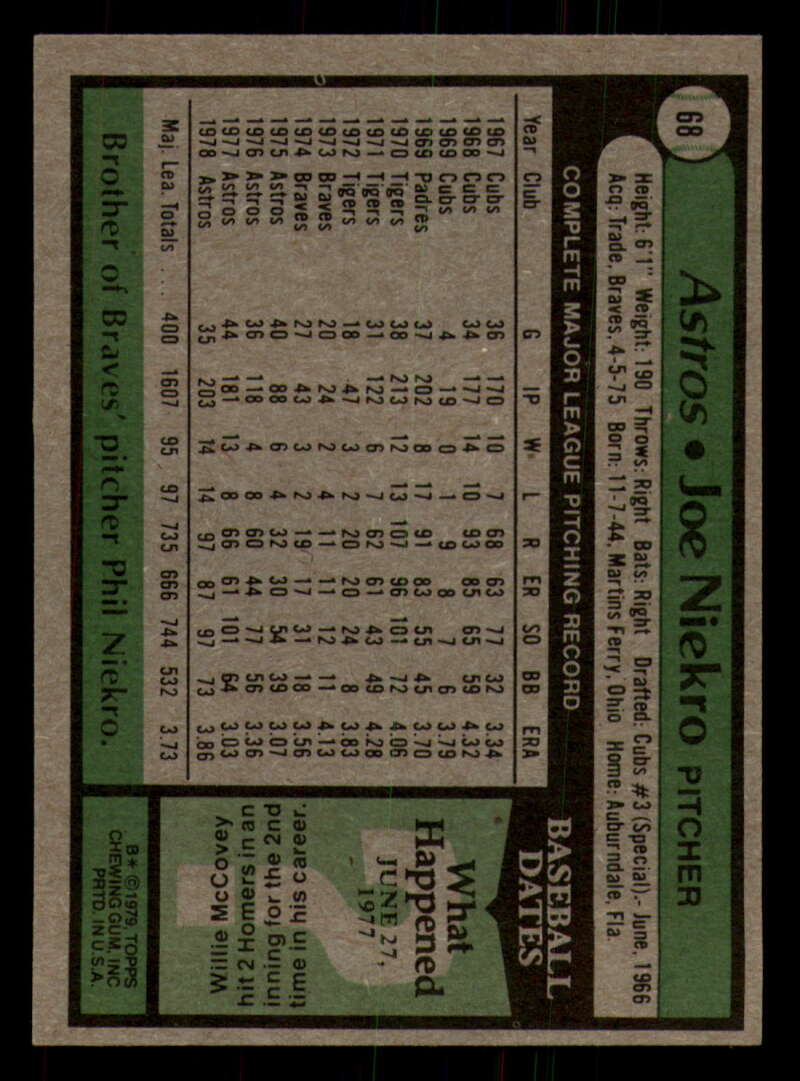 68
Astros • Joe Niekro PITCHER
Height: 6'1" Weight: 190 Throws: Right Bats: Right Drafted: Cubs #3 (Special)- June, 1966
Acq: Trade, Braves, 4-5-75 Born: 11-7-44, Martins Ferry, Ohio Home: Auburndale, Fla.
COMPLETE MAJOR LEAGUE PITCHING RECORD
Year Club G IP W L R ER SO BB ERA
1967 Cubs 36 170 10 7 68 63 77 32 3.34
1968 Cubs 34 177 14 10 93 85 65 59 4.32
1969 Cubs 4 19 0 1 9 8 7 6 3.79
1969 Padres 37 202 8 17 91 83 55 45 3.70
1970 Tigers 38 213 12 13 107 96 101 72 4.06
1971 Tigers 31 122 6 7 62 61 43 49 4.28
1972 Tigers 18 47 3 2 20 20 24 8 3.83
1973 Braves 20 24 2 4 11 11 12 11 4.13
1974 Braves 27 43 3 2 19 17 31 18 3.56
1975 Astros 40 88 6 4 32 30 54 39 3.07
1976 Astros 36 118 4 8 60 44 77 56 3.36
1977 Astros 44 181 13 8 66 61 101 64 3.03
1978 Astros 35 203 14 14 97 87 97 73 3.86
Maj. Lea. Totals .... 400 1607 95 97 735 666 744 532 3.73
Brother of Braves' pitcher Phil Niekro.
BASEBALL
DATES
What
Happened
JUNE 27,
1977
Willie McCovey
hit 2 Homers in an
inning for the 2nd
time in his career.
B* © 1979, TOPPS
CHEWING GUM, INC
PRTD. IN U.S.A.